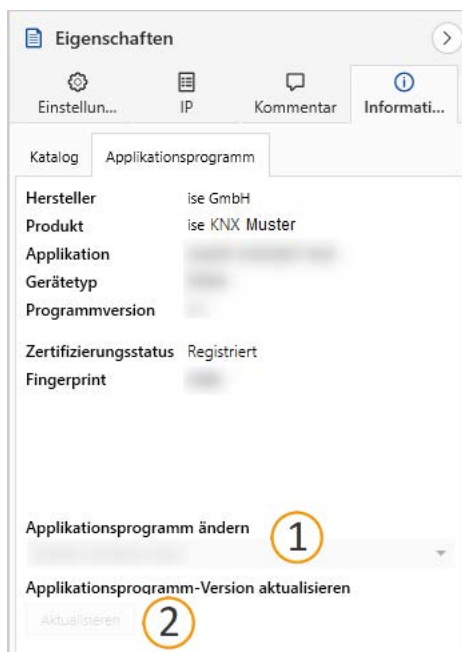 Eigenschaften
Einstellun... IP Kommentar Informati...
Katalog Applikationsprogramm
Hersteller ise GmbH
Produkt ise KNX Muster
Applikation
Gerätetyp
Programmversion
Zertifizierungsstatus Registriert
Fingerprint
Applikationsprogramm ändern 1
Applikationsprogramm-Version aktualisieren
Aktualisieren 2